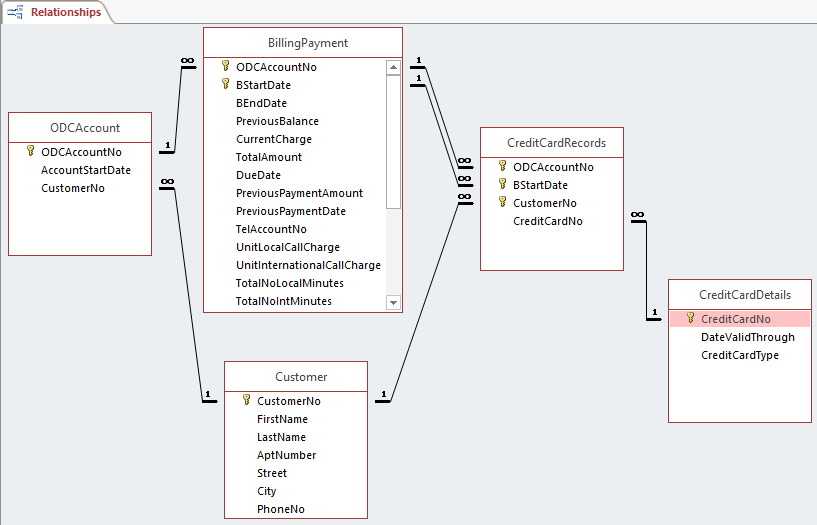 Relationships
BillingPayment
ODCAccountNo
BStartDate
BEndDate
PreviousBalance
CurrentCharge
TotalAmount
DueDate
PreviousPaymentAmount
PreviousPaymentDate
TelAccountNo
UnitLocalCallCharge
UnitInternationalCallCharge
TotalNoLocalMinutes
TotalNoIntMinutes
∞
1
1
1
∞
ODCAccount
ODCAccountNo
AccountStartDate
CustomerNo
CreditCardRecords
ODCAccountNo
BStartDate
CustomerNo
CreditCardNo
∞
∞
∞
∞
1
CreditCardDetails
CreditCardNo
DateValidThrough
CreditCardType
Customer
CustomerNo
FirstName
LastName
AptNumber
Street
City
PhoneNo
1
1